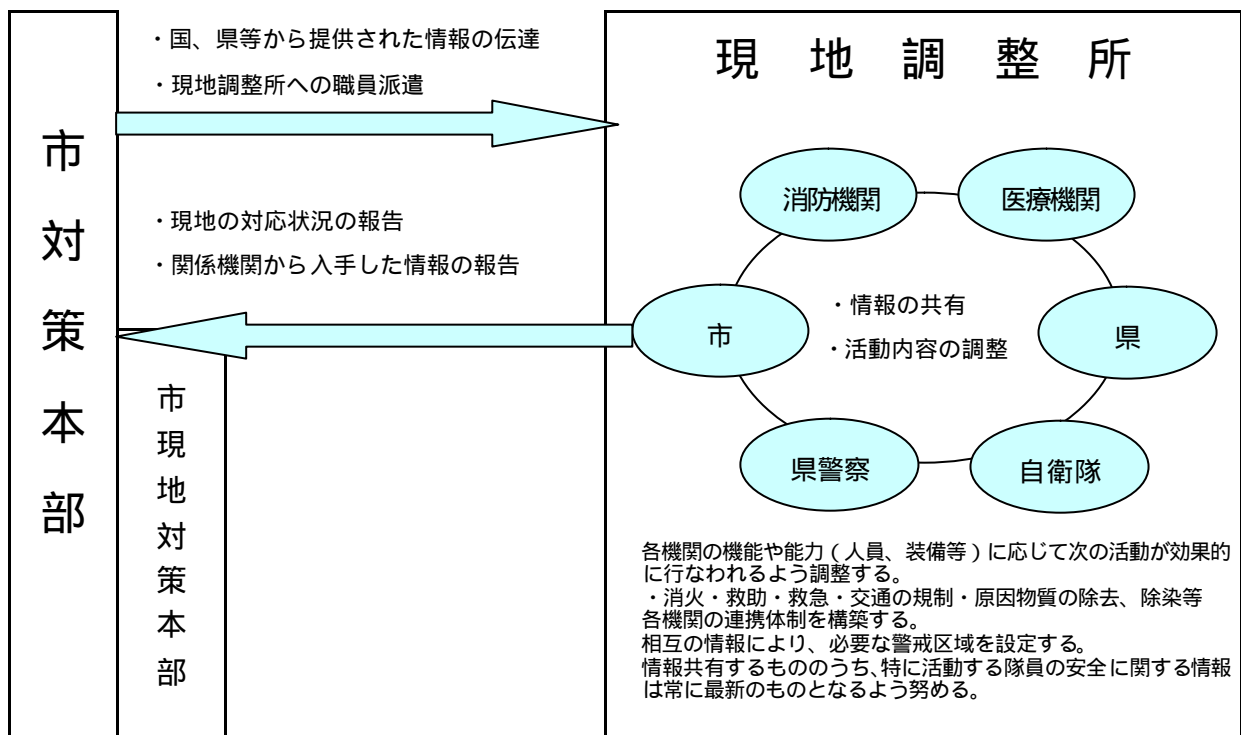 市対策本部
・国、県等から提供された情報の伝達
・現地調整所への職員派遣
・現地の対応状況の報告
・関係機関から入手した情報の報告
市現地対策本部
現地調整所
消防機関
医療機関
市
・情報の共有
・活動内容の調整
県
県警察
自衛隊
各機関の機能や能力（人員、装備等）に応じて次の活動が効果的
に行なわれるよう調整する。
・消火・救助・救急・交通の規制・原因物質の除去、除染等
各機関の連携体制を構築する。
相互の情報により、必要な警戒区域を設定する。
情報共有するもののうち、特に活動する隊員の安全に関する情報
は常に最新のものとなるよう努める。